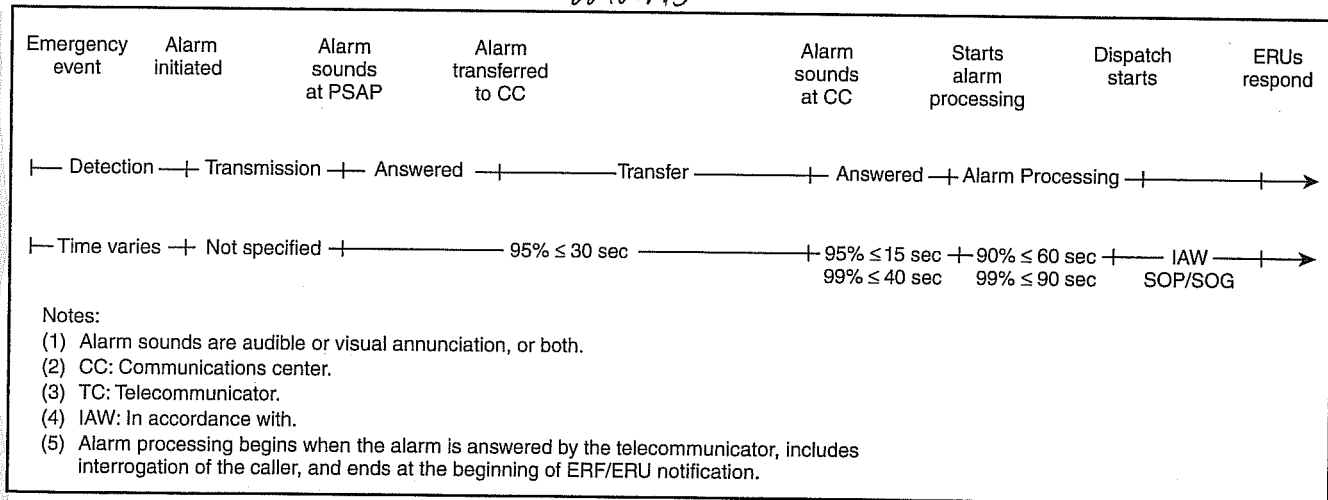 Emergency event
Alarm initiated
Alarm sounds at PSAP
Alarm transferred to CC
Alarm sounds at CC
Starts alarm processing
Dispatch starts
ERUs respond
Detection Transmission Answered Transfer Answered Alarm Processing
Time varies Not specified 95% ≤ 30 sec 95% ≤15 sec 90% ≤ 60 sec IAW
99% ≤ 40 sec 99% ≤ 90 sec SOP/SOG
Notes:
(1) Alarm sounds are audible or visual annunciation, or both.
(2) CC: Communications center.
(3) TC: Telecommunicator.
(4) IAW: In accordance with.
(5) Alarm processing begins when the alarm is answered by the telecommunicator, includes
interrogation of the caller, and ends at the beginning of ERF/ERU notification.